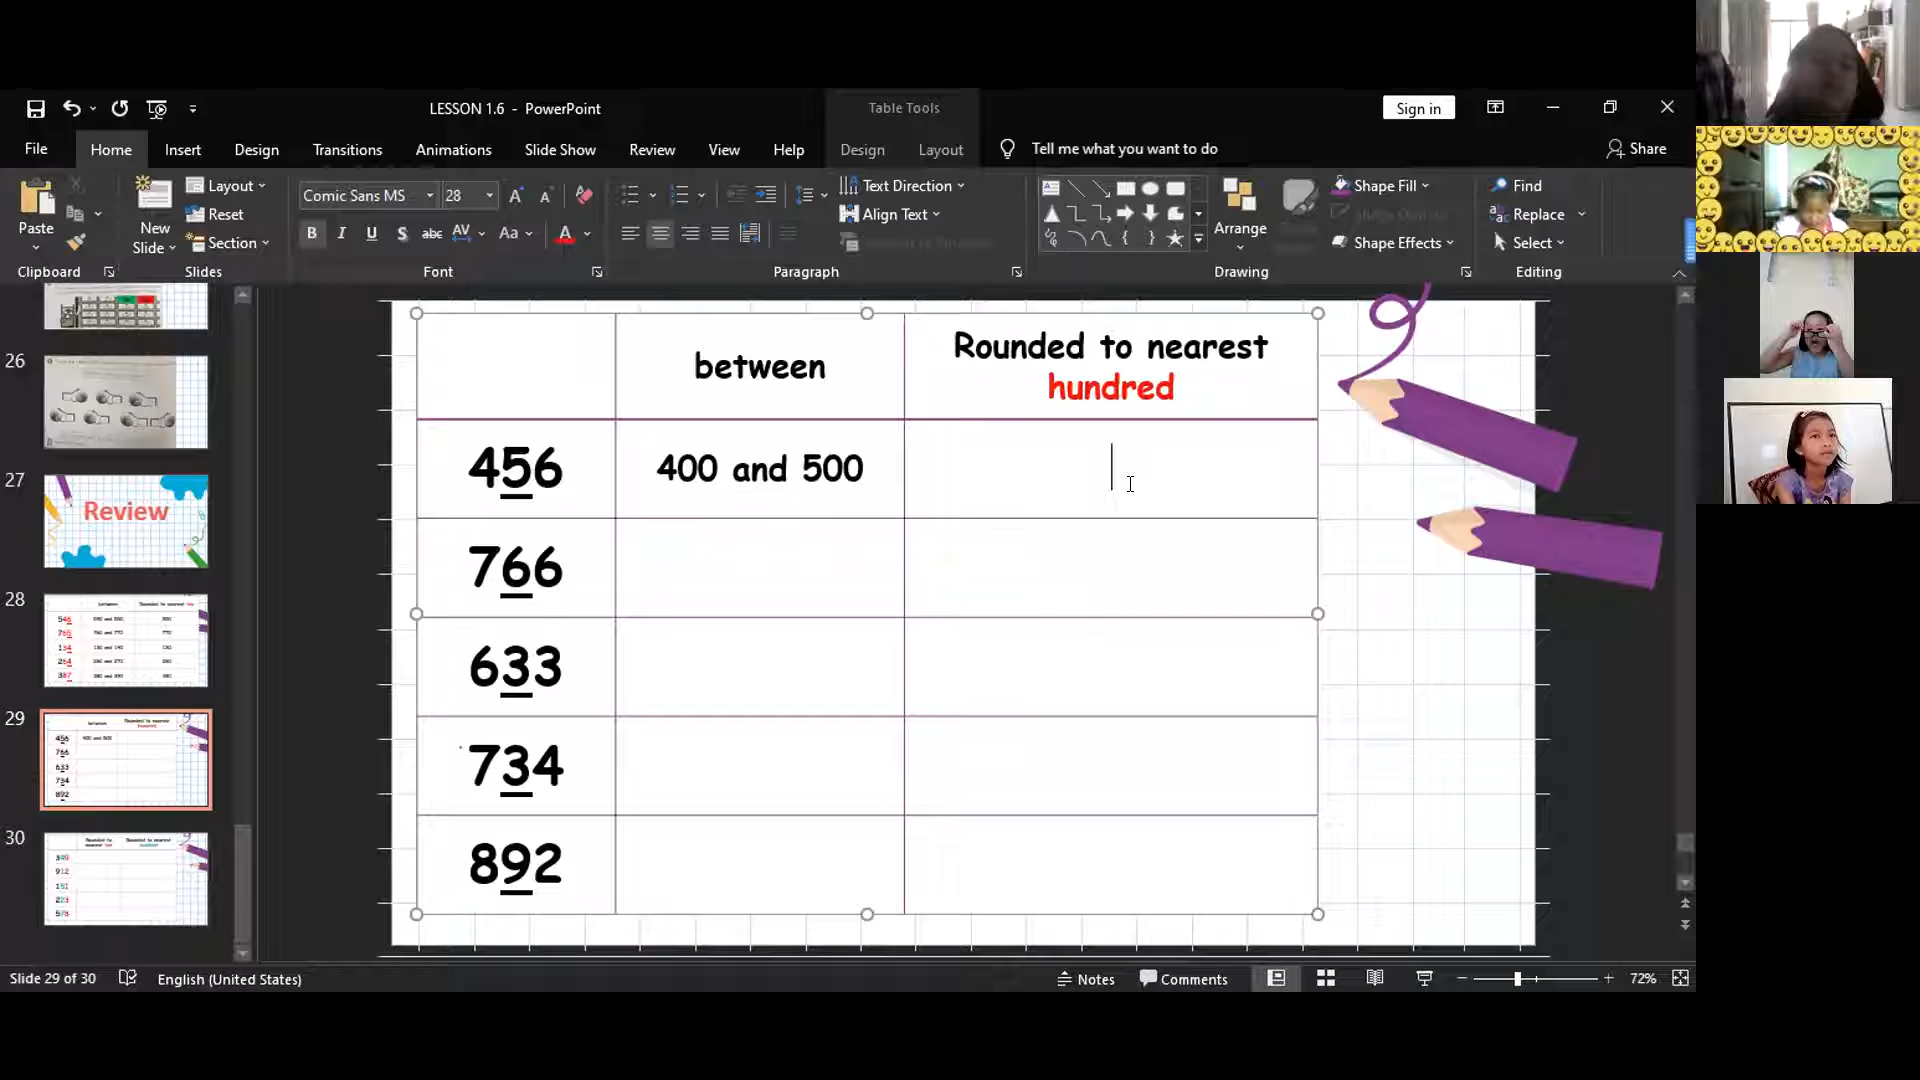 LESSON 1.6 - PowerPoint
Table Tools
Sign in
File
Home
Insert
Design
Transitions
Animations
Slide Show
Review
View
Help
Design
Layout
Tell me what you want to do
Share
Paste
New
Slide
Layout
Reset
Section
Comic Sans MS
28
Text Direction
Align Text
Arrange
Shape Fill
Shape Effects
Find
Replace
Select
Clipboard
Slides
Font
Paragraph
Drawing
Editing
26
27
Review
28
29
30
between
Rounded to nearest
hundred
456
400 and 500
766
633
734
892
Slide 29 of 30
English (United States)
Notes
Comments
72%